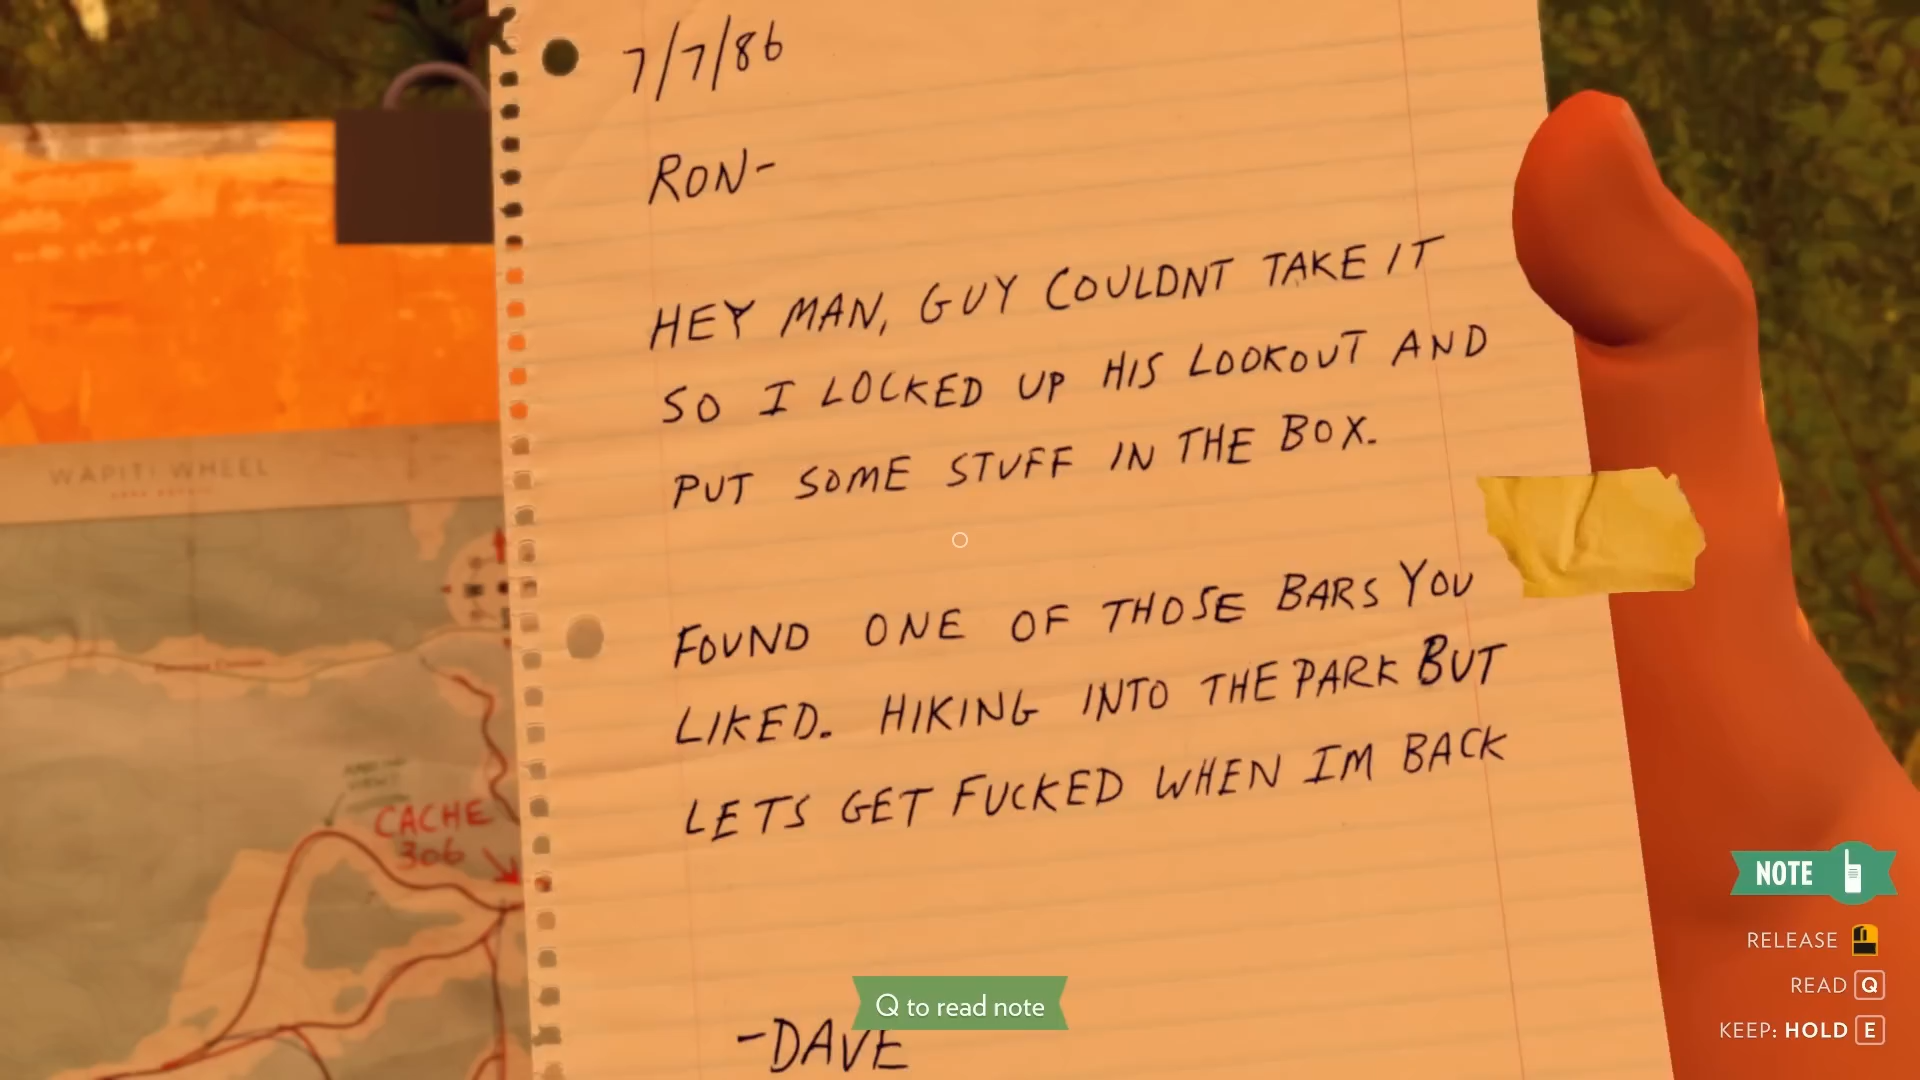 7/7/86
RON-
HEY MAN, GUY COULDNT TAKE IT
SO I LOCKED UP HIS LOOKOUT AND
PUT SOME STUFF IN THE BOX.
FOUND ONE OF THOSE BARS YOU
LIKED. HIKING INTO THE PARK BUT
LETS GET FUCKED WHEN IM BACK
-DAVE
WAPITI WHEEL
CACHE
306
Q to read note
NOTE
RELEASE
READ Q
KEEP: HOLD E